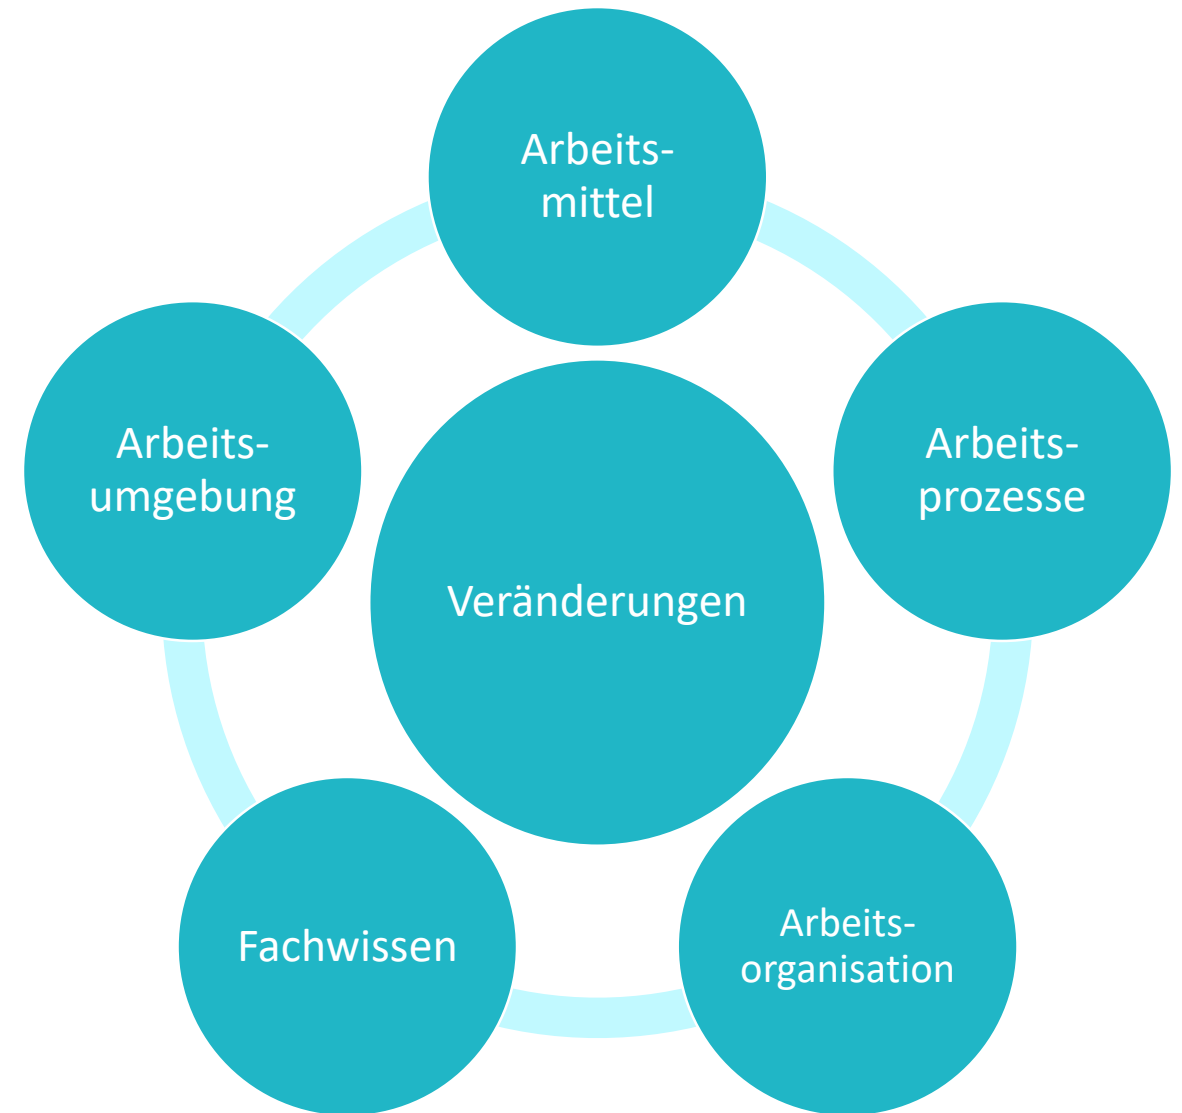 Arbeits-
mittel
Arbeits-
prozesse
Arbeits-
organisation
Fachwissen
Arbeits-
umgebung
Veränderungen